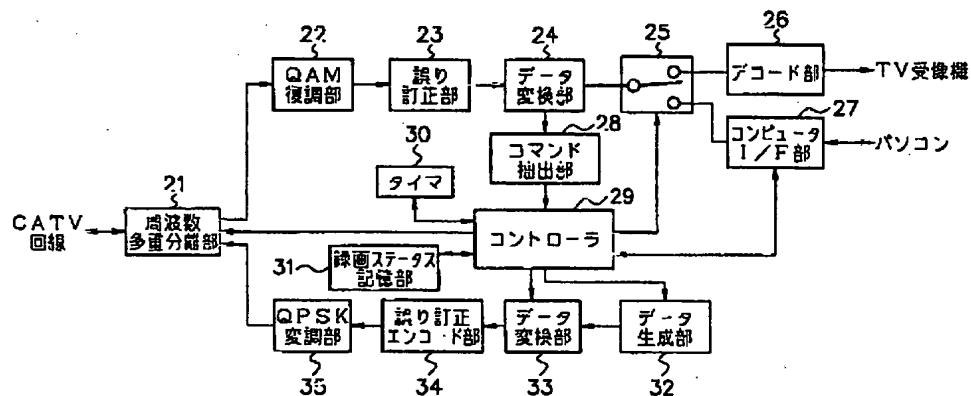 22
QAM
復調部
23
誤り
訂正部
24
データ
変換部
25
26
デコード部
TV受像機
27
コンピュータ
I/F部
パソコン
28
コマンド
抽出部
30
タイマ
29
コントローラ
21
周波数
多重分離部
CATV
回線
31
録画ステータス
記憶部
QPSK
変調部
35
誤り訂正
エンコード部
34
データ
変換部
33
データ
生成部
32